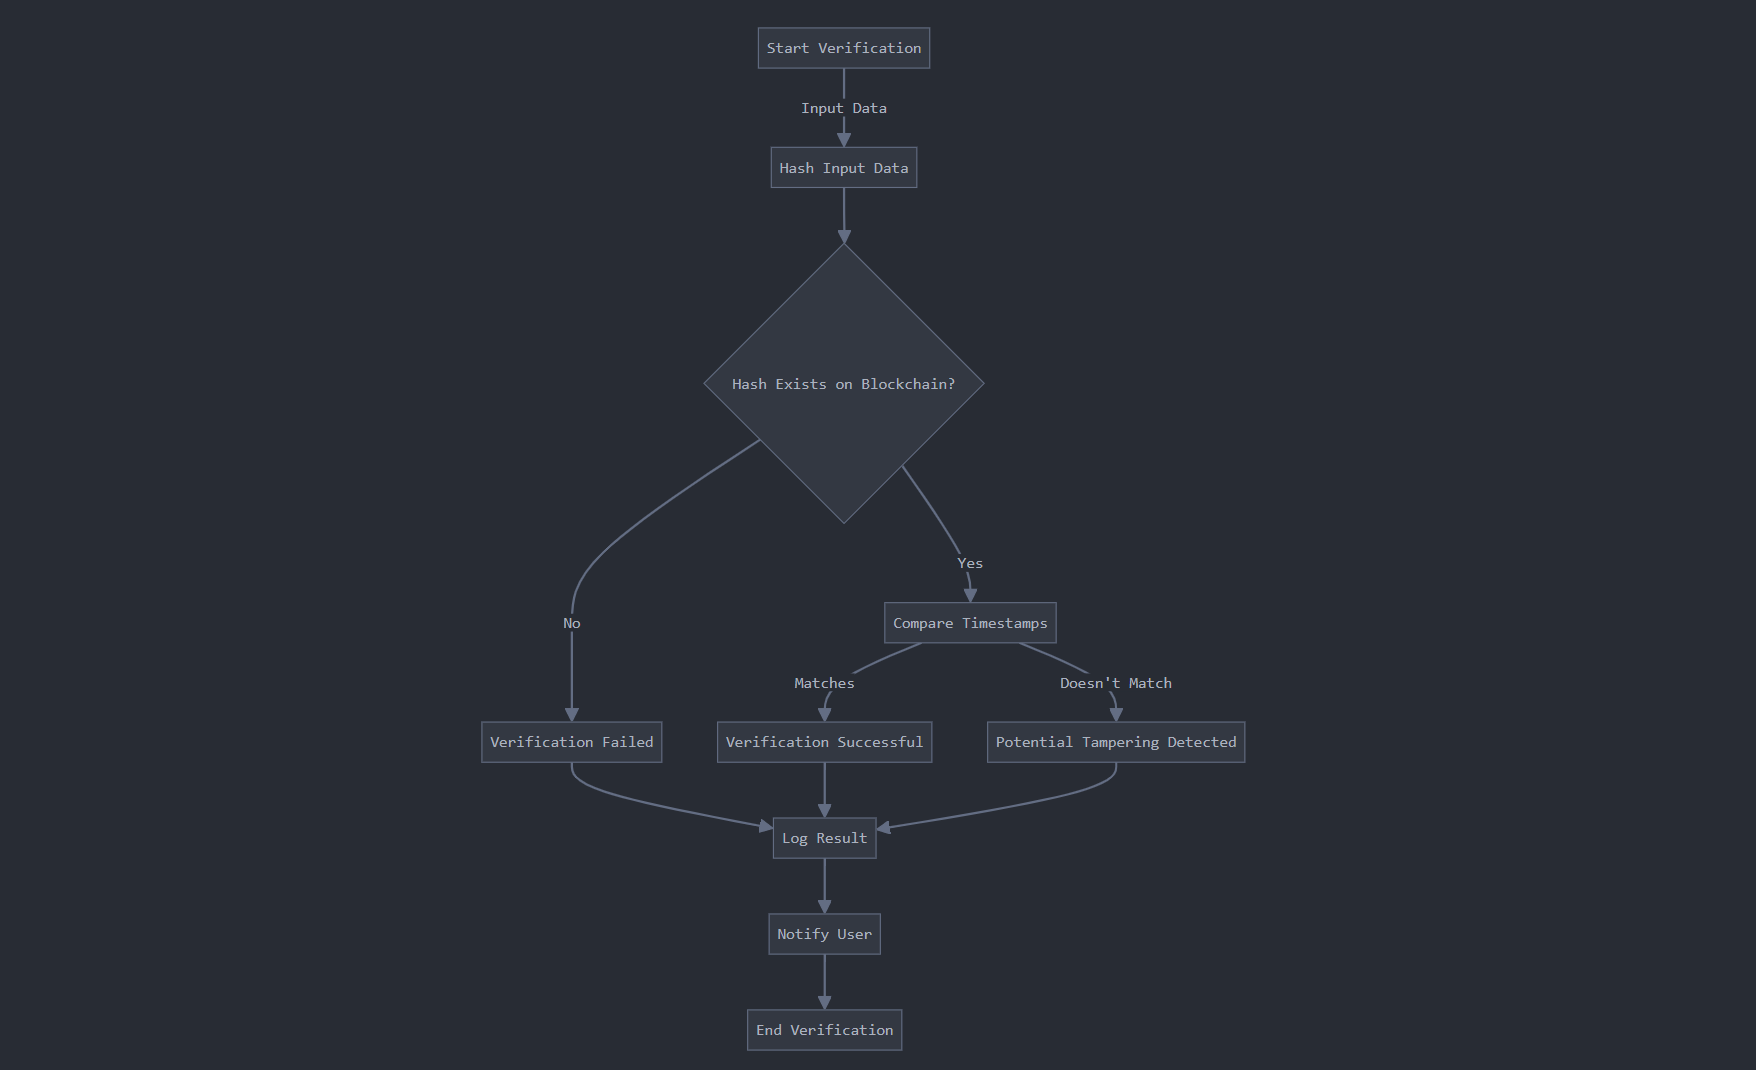 Start Verification
Input Data
Hash Input Data
Hash Exists on Blockchain?
Yes
No
Compare Timestamps
Matches
Doesn't Match
Verification Failed
Verification Successful
Potential Tampering Detected
Log Result
Notify User
End Verification